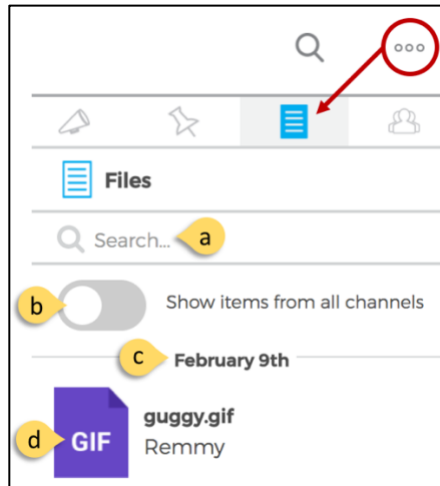 Files
Search...
a
b
Show items from all channels
c
February 9th
guggy.gif
d
GIF
Remmy